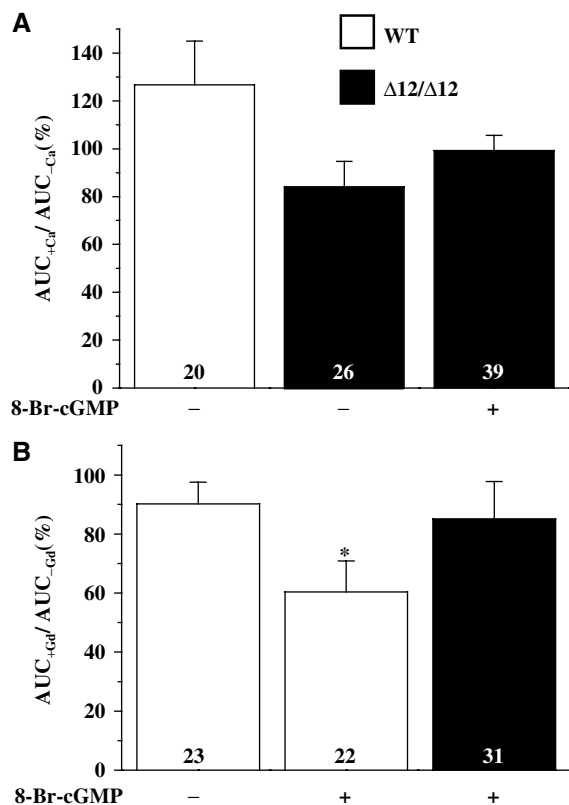 A
WT
Δ12/Δ12
AUC+Ca/ AUC−Ca(%)
140
120
100
80
60
40
20
0
20 26 39
8-Br-cGMP − − +
B
AUC+Gd/ AUC−Gd(%)
100
80
60
40
20
0
*
23 22 31
8-Br-cGMP − + +